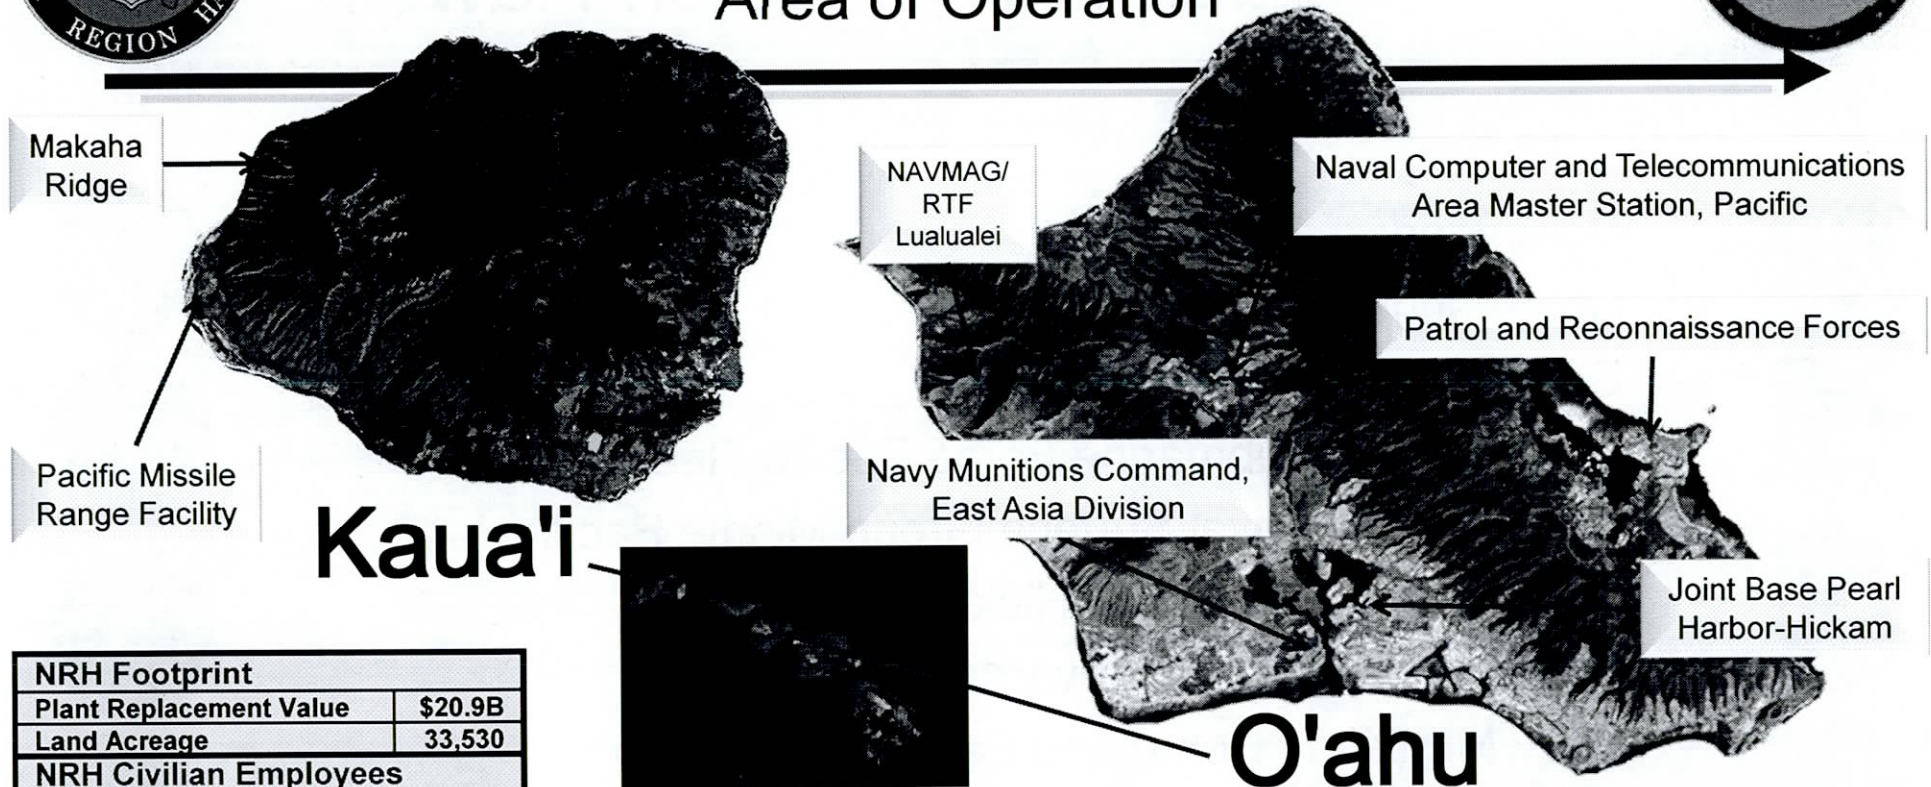 Area of Operation
REGION HA
Makaha
Ridge
NAVMAG/
RTF
Lualualei
Naval Computer and Telecommunications
Area Master Station, Pacific
Patrol and Reconnaissance Forces
Pacific Missile
Range Facility
Navy Munitions Command,
East Asia Division
Kaua'i
Joint Base Pearl
Harbor-Hickam
O'ahu
NRH Footprint
Plant Replacement Value $20.9B
Land Acreage 33,530
NRH Civilian Employees